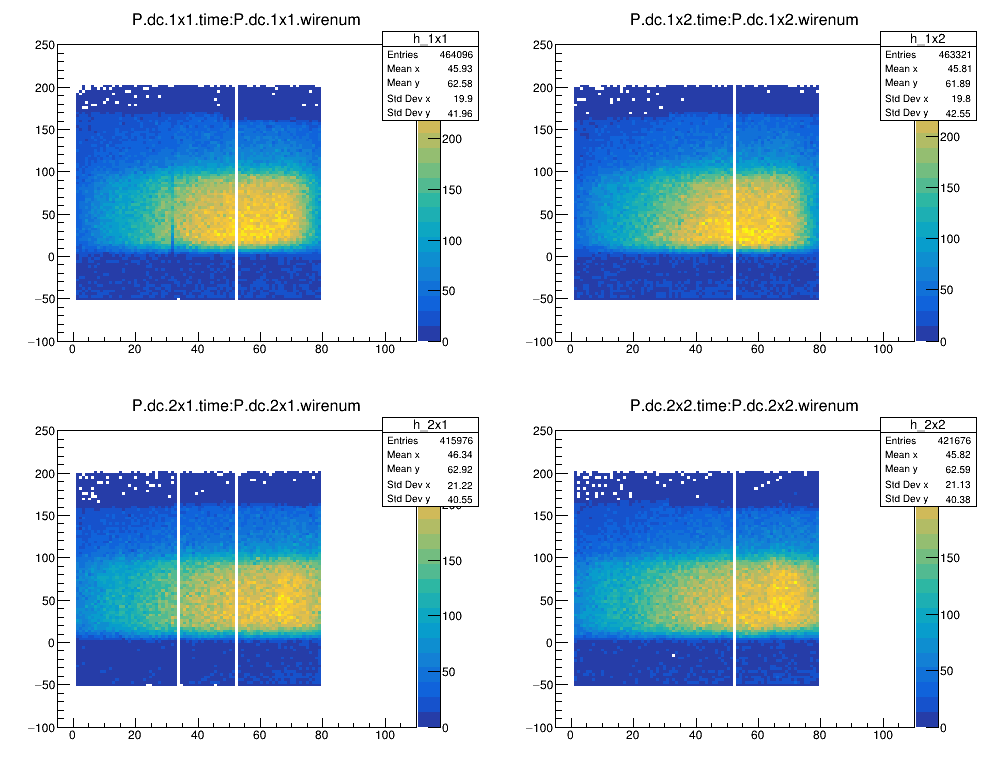 P.dc.1x1.time:P.dc.1x1.wirenum
h_1x1
Entries 464096
Mean x 45.93
Mean y 62.58
Std Dev x 19.9
Std Dev y 41.96
250
200
150
100
50
0
−50
−100
0 20 40 60 80 100
200
150
100
50
0
P.dc.1x2.time:P.dc.1x2.wirenum
h_1x2
Entries 463321
Mean x 45.81
Mean y 61.89
Std Dev x 19.8
Std Dev y 42.55
250
200
150
100
50
0
−50
−100
0 20 40 60 80 100
200
150
100
50
0
P.dc.2x1.time:P.dc.2x1.wirenum
h_2x1
Entries 415976
Mean x 46.34
Mean y 62.92
Std Dev x 21.22
Std Dev y 40.55
250
200
150
100
50
0
−50
−100
0 20 40 60 80 100
200
150
100
50
0
P.dc.2x2.time:P.dc.2x2.wirenum
h_2x2
Entries 421676
Mean x 45.82
Mean y 62.59
Std Dev x 21.13
Std Dev y 40.38
250
200
150
100
50
0
−50
−100
0 20 40 60 80 100
150
100
50
0